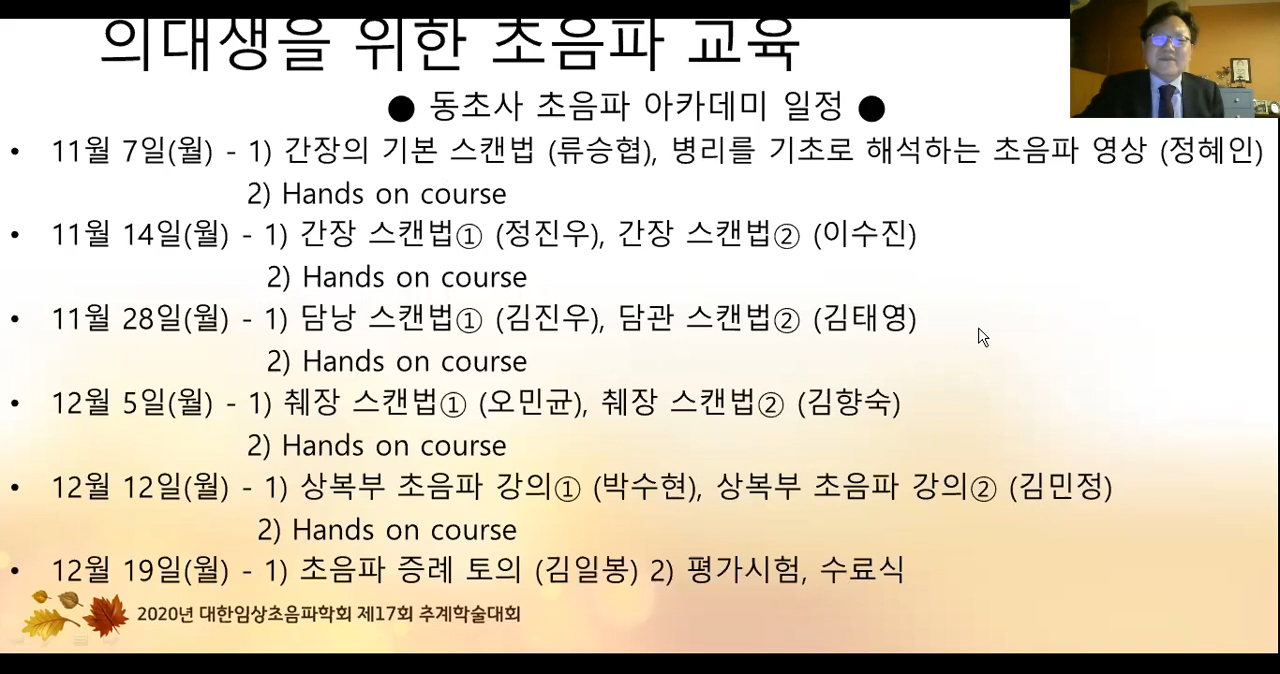 의대생을 위한 초음파 교육
● 동초사 초음파 아카데미 일정 ●
• 11월 7일(월) - 1) 간장의 기본 스캔법 (류승협), 병리를 기초로 해석하는 초음파 영상 (정혜인)
2) Hands on course
• 11월 14일(월) - 1) 간장 스캔법① (정진우), 간장 스캔법② (이수진)
2) Hands on course
• 11월 28일(월) - 1) 담낭 스캔법① (김진우), 담관 스캔법② (김태영)
2) Hands on course
• 12월 5일(월) - 1) 췌장 스캔법① (오민균), 췌장 스캔법② (김향숙)
2) Hands on course
• 12월 12일(월) - 1) 상복부 초음파 강의① (박수현), 상복부 초음파 강의② (김민정)
2) Hands on course
• 12월 19일(월) - 1) 초음파 증례 토의 (김일봉) 2) 평가시험, 수료식
2020년 대한임상초음파학회 제17회 추계학술대회